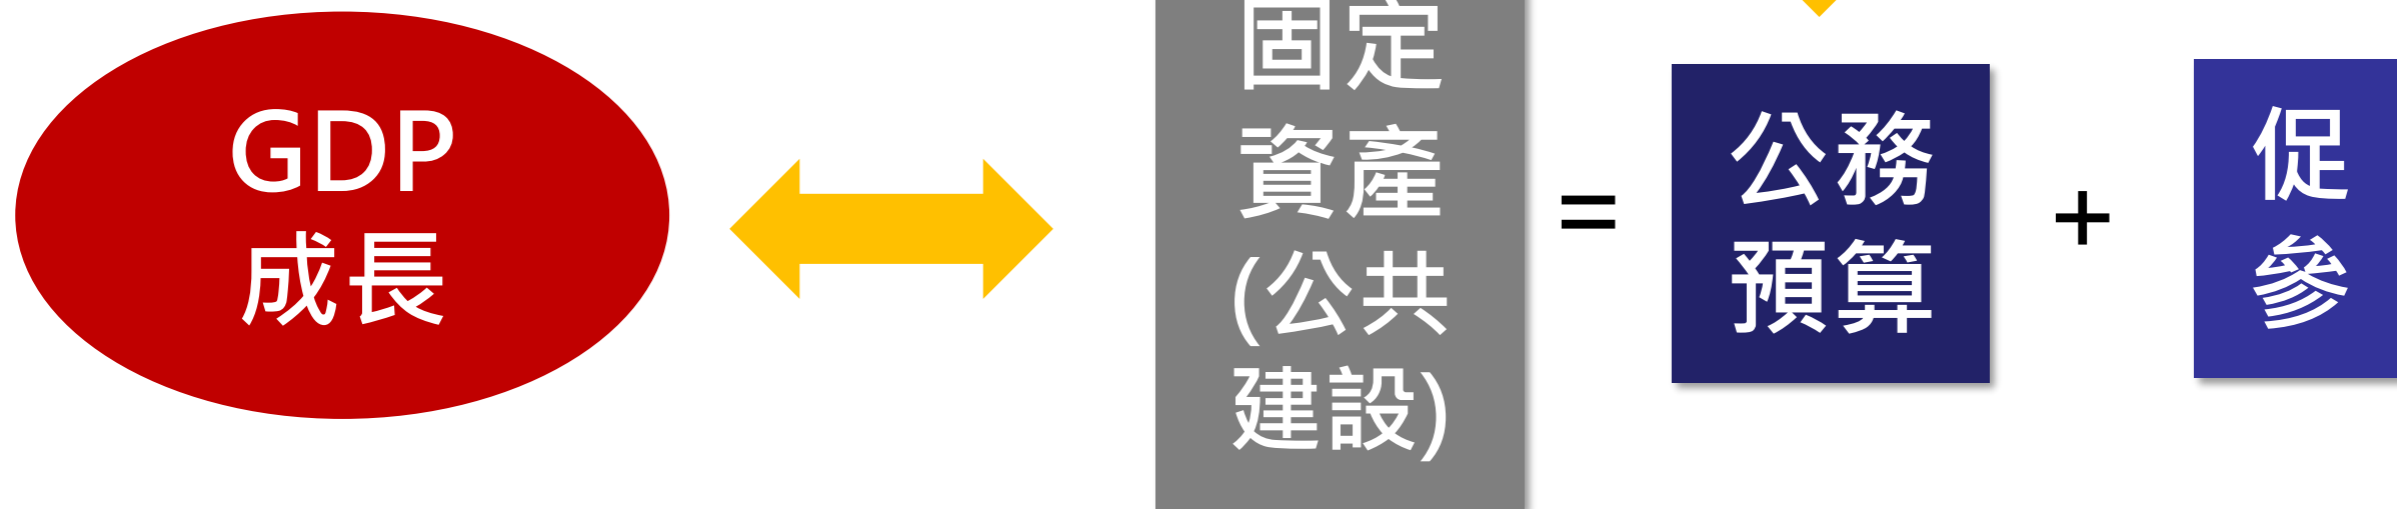 GDP
成長
固定
資產
(公共
建設)
=
公務
預算
+
促
參